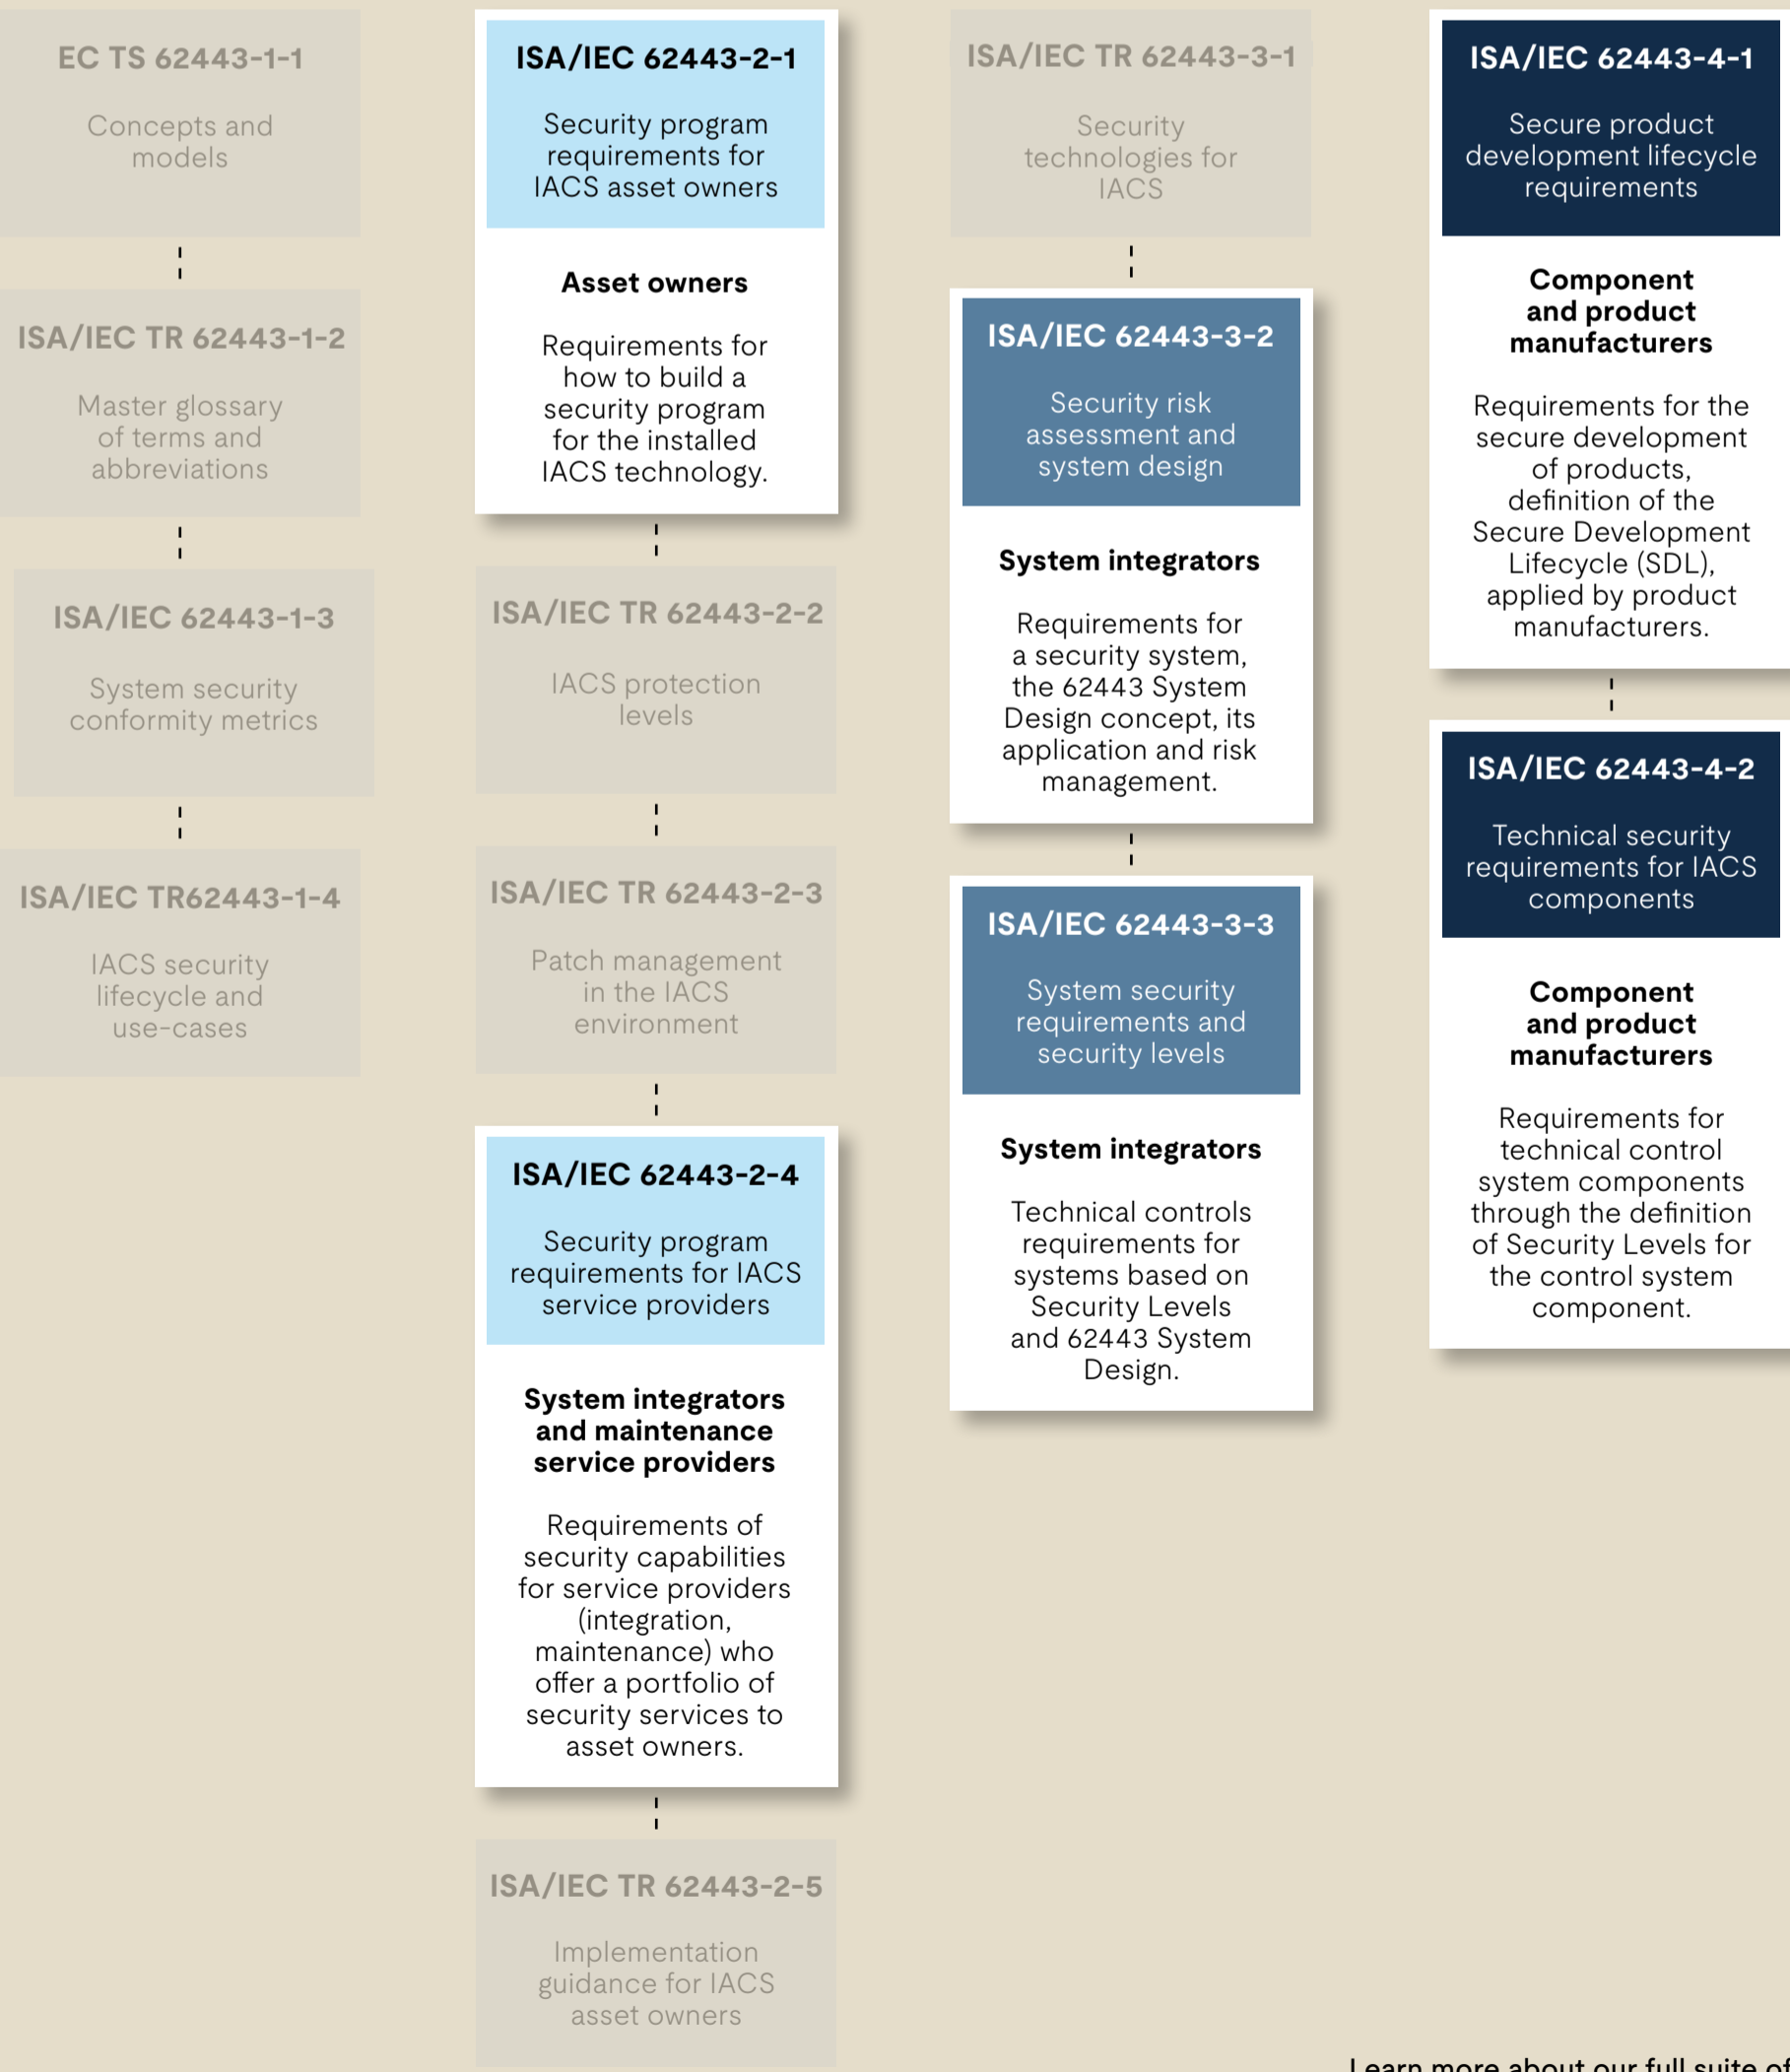 EC TS 62443-1-1
Concepts and
models
ISA/IEC TR 62443-1-2
Master glossary
of terms and
abbreviations
ISA/IEC 62443-1-3
System security
conformity metrics
ISA/IEC TR62443-1-4
IACS security
lifecycle and
use-cases
ISA/IEC 62443-2-1
Security program
requirements for
IACS asset owners
Asset owners
Requirements for
how to build a
security program
for the installed
IACS technology.
ISA/IEC TR 62443-2-2
IACS protection
levels
ISA/IEC TR 62443-2-3
Patch management
in the IACS
environment
ISA/IEC 62443-2-4
Security program
requirements for IACS
service providers
System integrators
and maintenance
service providers
Requirements of
security capabilities
for service providers
(integration,
maintenance) who
offer a portfolio of
security services to
asset owners.
ISA/IEC TR 62443-2-5
Implementation
guidance for IACS
asset owners
ISA/IEC TR 62443-3-1
Security
technologies for
IACS
ISA/IEC 62443-3-2
Security risk
assessment and
system design
System integrators
Requirements for
a security system,
the 62443 System
Design concept, its
application and risk
management.
ISA/IEC 62443-3-3
System security
requirements and
security levels
System integrators
Technical controls
requirements for
systems based on
Security Levels
and 62443 System
Design.
ISA/IEC 62443-4-1
Secure product
development lifecycle
requirements
Component
and product
manufacturers
Requirements for the
secure development
of products,
definition of the
Secure Development
Lifecycle (SDL),
applied by product
manufacturers.
ISA/IEC 62443-4-2
Technical security
requirements for IACS
components
Component
and product
manufacturers
Requirements for
technical control
system components
through the definition
of Security Levels for
the control system
component.
Learn more about our full suite of